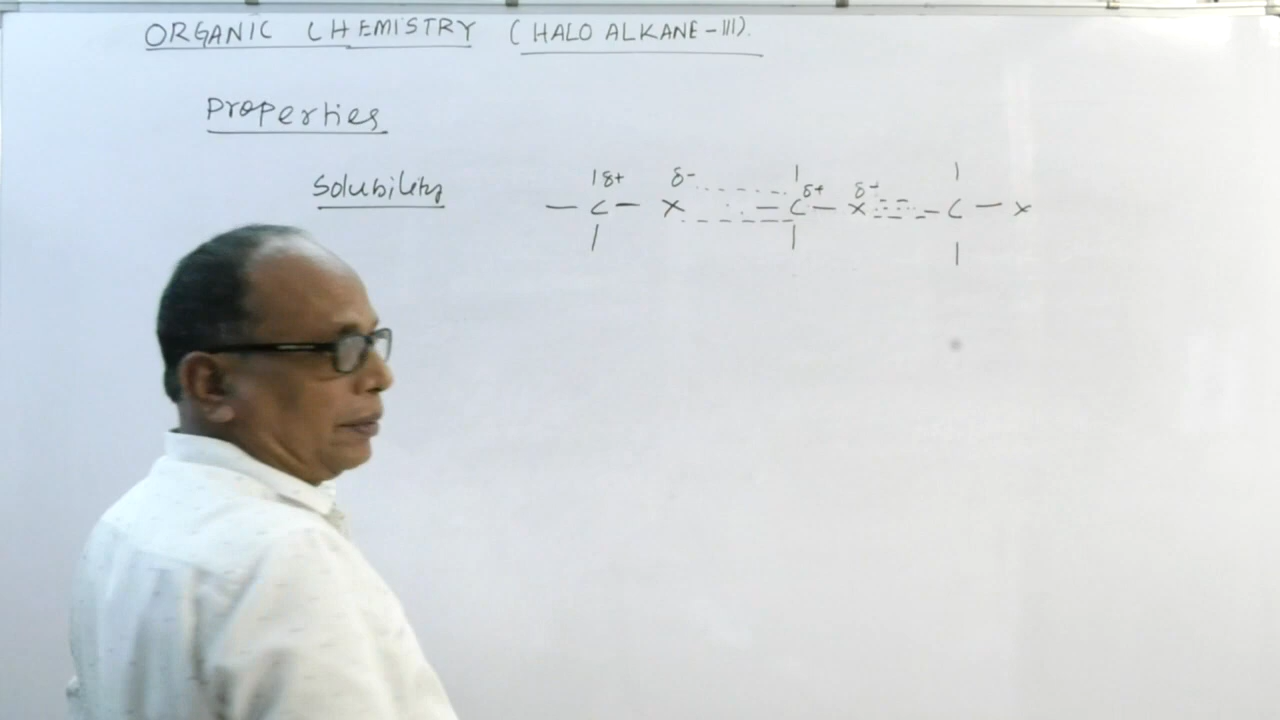 ORGANIC CHEMISTRY (HALO ALKANE-III).
Properties
Solubility
δ+ δ- δ+ δ-
— C — X — C — X — C — X